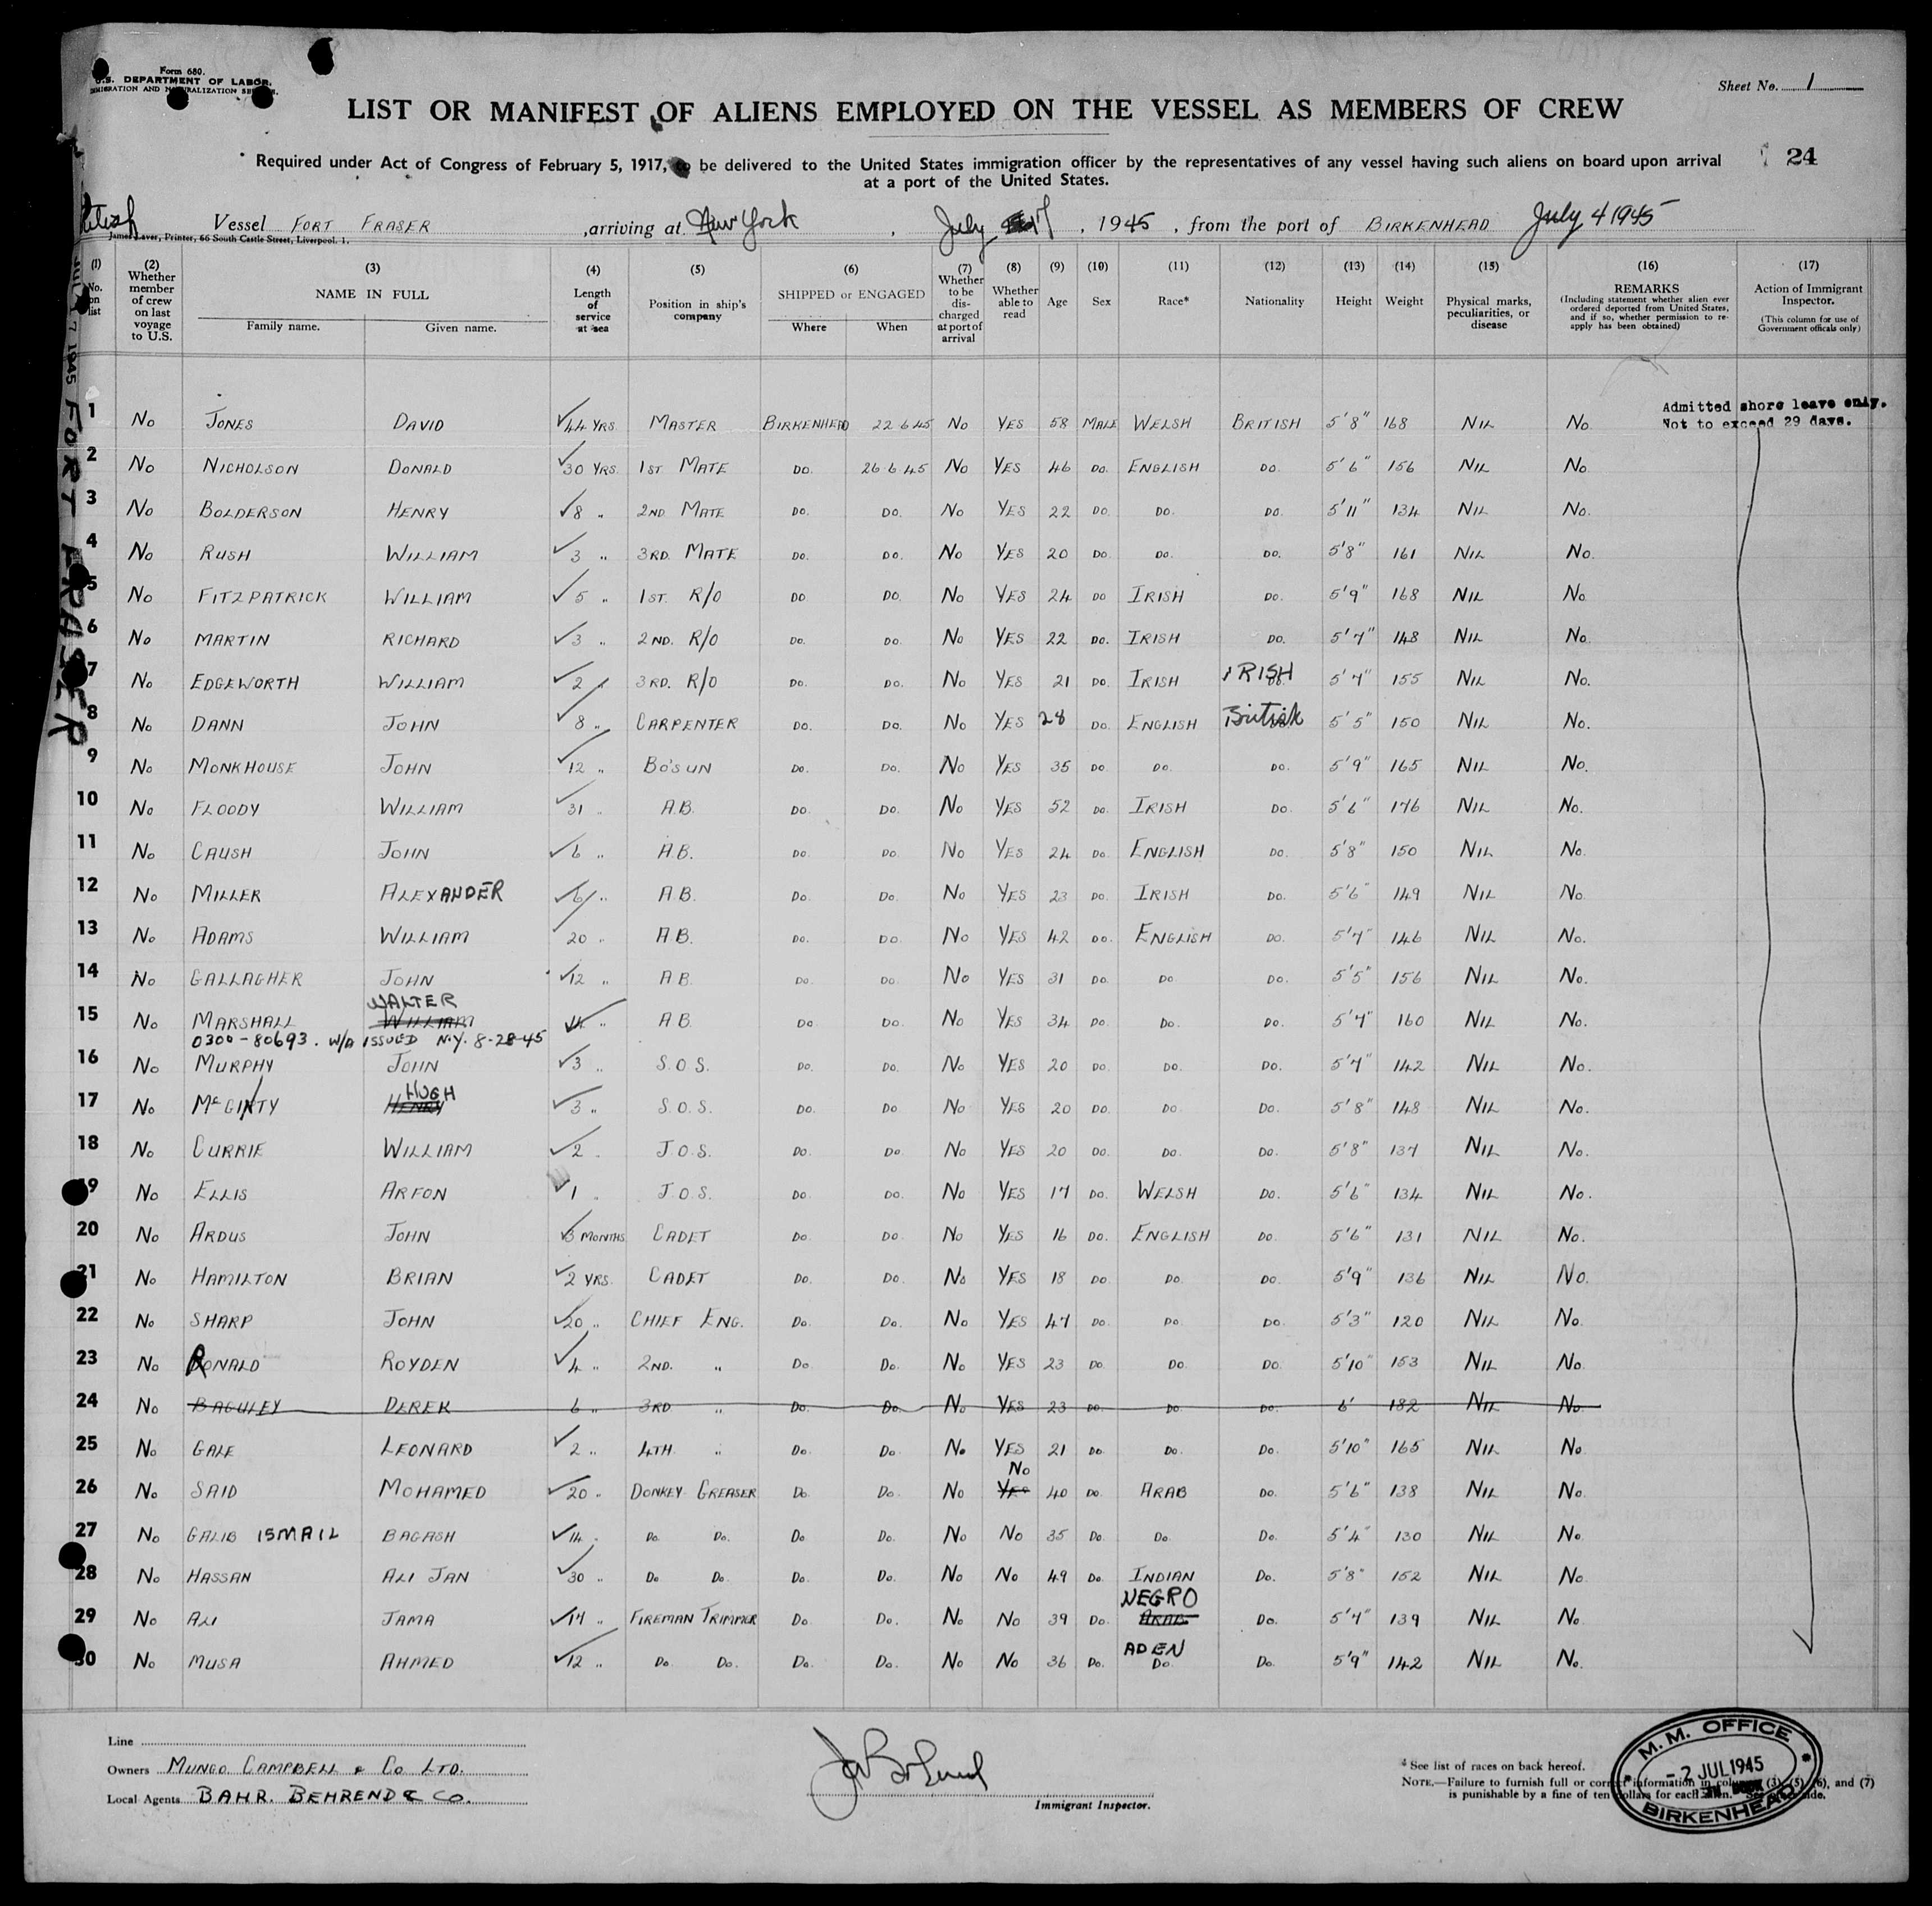 Form 680.
U.S. DEPARTMENT OF LABOR,
IMMIGRATION AND NATURALIZATION SERVICE.
Sheet No. 1
LIST OR MANIFEST OF ALIENS EMPLOYED ON THE VESSEL AS MEMBERS OF CREW
Required under Act of Congress of February 5, 1917, to be delivered to the United States immigration officer by the representatives of any vessel having such aliens on board upon arrival
at a port of the United States.
24
Vessel FORT FRASER, arriving at New York, July 17, 1945, from the port of BIRKENHEAD July 4 1945
James Laver, Printer, 66 South Castle Street, Liverpool. 1.
(1) No. on list (2) Whether member of crew on last voyage to U.S. (3) NAME IN FULL Family name. Given name. (4) Length of service at sea (5) Position in ship's company (6) SHIPPED or ENGAGED Where When (7) Whether to be discharged at port of arrival (8) Whether able to read (9) Age (10) Sex (11) Race* (12) Nationality (13) Height (14) Weight (15) Physical marks, peculiarities, or disease (16) REMARKS (Including statement whether alien ever ordered deported from United States, and if so, whether permission to re-apply has been obtained) (17) Action of Immigrant Inspector. (This column for use of Government officals only)
Admitted shore leave only.
Not to exceed 29 days.
1 No JONES DAVID 44 YRS. MASTER BIRKENHEAD 22 6 45 No YES 58 MALE WELSH BRITISH 5'8" 168 NIL No.
2 No NICHOLSON DONALD 30 YRS. 1ST. MATE DO. 26 6 45 No YES 46 DO. ENGLISH DO. 5'6" 156 NIL No.
3 No BOLDERSON HENRY 8 " 2ND MATE DO. DO. No YES 22 DO. DO. DO. 5'11" 134 NIL No.
4 No RUSH WILLIAM 3 " 3RD. MATE DO. DO. No YES 20 DO. DO. DO. 5'8" 161 NIL No.
5 No FITZPATRICK WILLIAM 5 " 1ST. R/O DO. DO. No YES 24 DO IRISH DO. 5'9" 168 NIL No.
6 No MARTIN RICHARD 3 " 2ND. R/O DO. DO. No YES 22 DO. IRISH DO. 5'7" 148 NIL No.
7 No EDGEWORTH WILLIAM 2 " 3RD. R/O DO. DO. No YES 21 DO. IRISH IRISH 5'7" 155 NIL No.
8 No DANN JOHN 8 " CARPENTER DO. DO. No YES 28 DO. ENGLISH British 5'5" 150 NIL No.
9 No MONKHOUSE JOHN 12 " BO'SUN DO. DO. No YES 35 DO. DO. DO. 5'9" 165 NIL No.
10 No FLOODY WILLIAM 31 " A.B. DO. DO. No YES 52 DO. IRISH DO 5'6" 176 NIL No.
11 No CAUSH JOHN 6 " A.B. DO. DO. No YES 24 DO. ENGLISH DO. 5'8" 150 NIL No.
12 No MILLER ALEXANDER 6 " A.B. DO. DO. No YES 23 DO. IRISH DO. 5'6" 149 NIL No.
13 No ADAMS WILLIAM 20 " A.B. DO. DO No YES 42 DO. ENGLISH DO. 5'7" 146 NIL No.
14 No GALLAGHER JOHN 12 " A.B. DO. DO. No YES 31 DO. DO DO. 5'5" 156 NIL No.
15 No MARSHALL WALTER WILLIAM " A.B. DO. DO. No YES 34 DO. DO. DO. 5'7" 160 NIL No.
0300-80693. W/A ISSUED N.Y. 8-28-45
16 No MURPHY JOHN 3 " S.O.S. DO. DO. No YES 20 DO. DO. DO. 5'7" 142 NIL No.
17 No McGINTY HUGH HENRY 3 " S.O.S. DO. DO. No YES 20 DO. DO DO. 5'8" 148 NIL No.
18 No CURRIE WILLIAM 2 " J.O.S. DO. DO No YES 20 DO. DO. DO. 5'8" 137 NIL No.
19 No ELLIS ARFON 1 " J.O.S. DO. DO. No YES 17 DO. WELSH DO. 5'6" 134 NIL No.
20 No ARDUS JOHN 3 MONTHS CADET DO. DO No YES 16 DO. ENGLISH DO. 5'6" 131 NIL No.
21 No HAMILTON BRIAN 2 YRS. CADET DO. DO. No YES 18 DO DO. DO. 5'9" 136 NIL No.
22 No SHARP JOHN 20 " CHIEF ENG. DO. DO. No YES 47 DO DO. DO. 5'3" 120 NIL No.
23 No RONALD ROYDEN 4 " 2ND. " DO. DO. No YES 23 DO. DO. DO. 5'10" 153 NIL No.
24 No BAGULEY DEREK 6 " 3RD " DO. DO. No YES 23 DO. DO. DO. 6' 182 NIL No.
25 No GALE LEONARD 2 " 4TH. " DO. DO. No YES 21 DO DO. DO. 5'10" 165 NIL No
26 No SAID MOHAMED 20 " DONKEY GREASER DO. DO. No No YES 40 DO. ARAB DO. 5'6" 138 NIL No.
27 No GALIB ISMAIL BAGASH 14 " DO. DO. DO DO. No No 35 DO. DO. DO. 5'4" 130 NIL No.
28 No HASSAN ALI JAN 30 " DO DO. DO. DO. No No 49 DO. INDIAN DO. 5'8" 152 NIL No
29 No ALI JAMA 17 " FIREMAN TRIMMER DO. DO. No No 39 DO. NEGRO ARAB DO. 5'7" 139 NIL No
30 No MUSA AHMED 12 " DO. DO. DO. DO. No No 36 DO. ADEN DO. DO. 5'9" 142 NIL No.
JUL 17 1945 FORT FRASER
Line
Owners MUNGO CAMPBELL & CO LTD.
Local Agents BAHR. BEHREND & CO.
Immigrant Inspector.
* See list of races on back hereof.
NOTE.—Failure to furnish full or correct information in columns (3), (5), (6), and (7)
is punishable by a fine of ten dollars for each alien. See other side.
M.M. OFFICE
- 2 JUL 1945
BIRKENHEAD